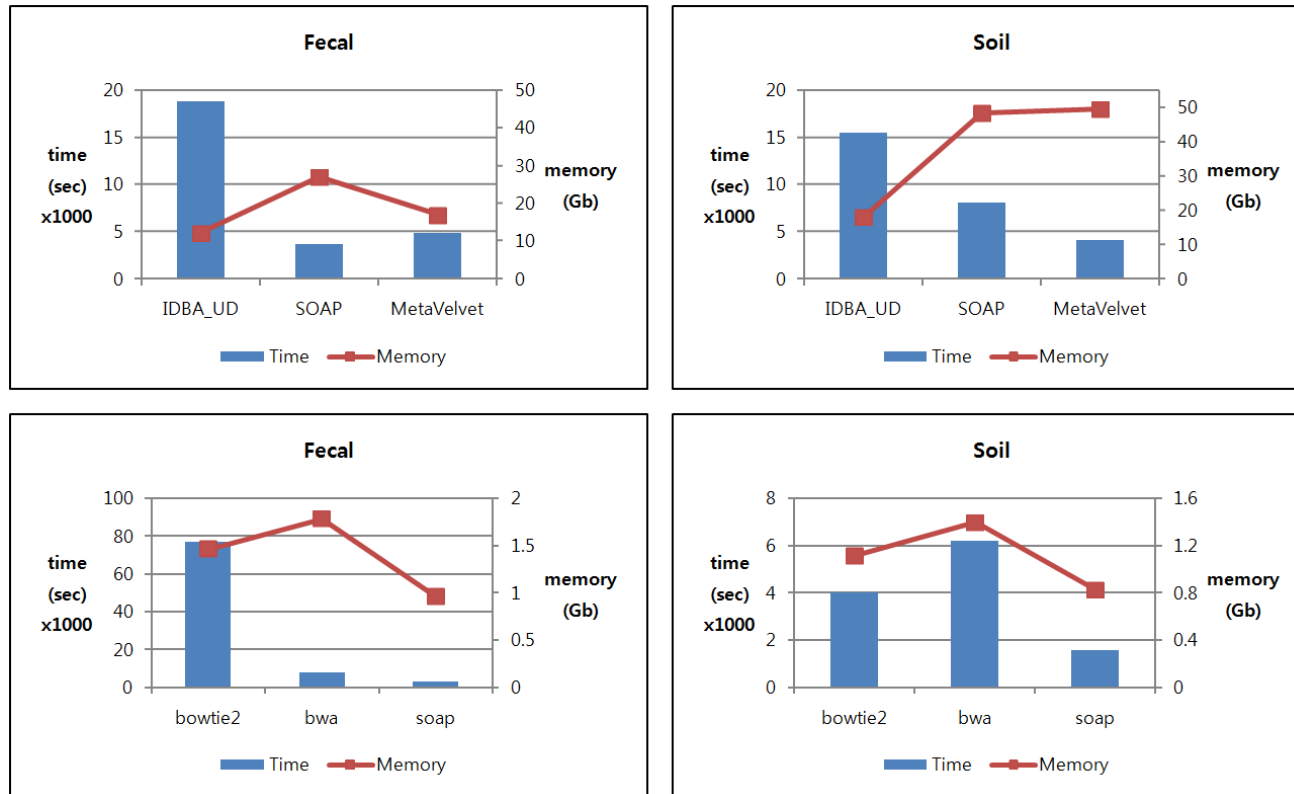 Fecal
20
15
10
5
0
time
(sec)
x1000
50
40
30
20
10
0
memory
(Gb)
IDBA_UD SOAP MetaVelvet
Time Memory
Soil
20
15
10
5
0
time
(sec)
x1000
50
40
30
20
10
0
memory
(Gb)
IDBA_UD SOAP MetaVelvet
Time Memory
Fecal
100
80
60
40
20
0
time
(sec)
x1000
2
1.5
1
0.5
0
memory
(Gb)
bowtie2 bwa soap
Time Memory
Soil
8
6
4
2
0
time
(sec)
x1000
1.6
1.2
0.8
0.4
0
memory
(Gb)
bowtie2 bwa soap
Time Memory